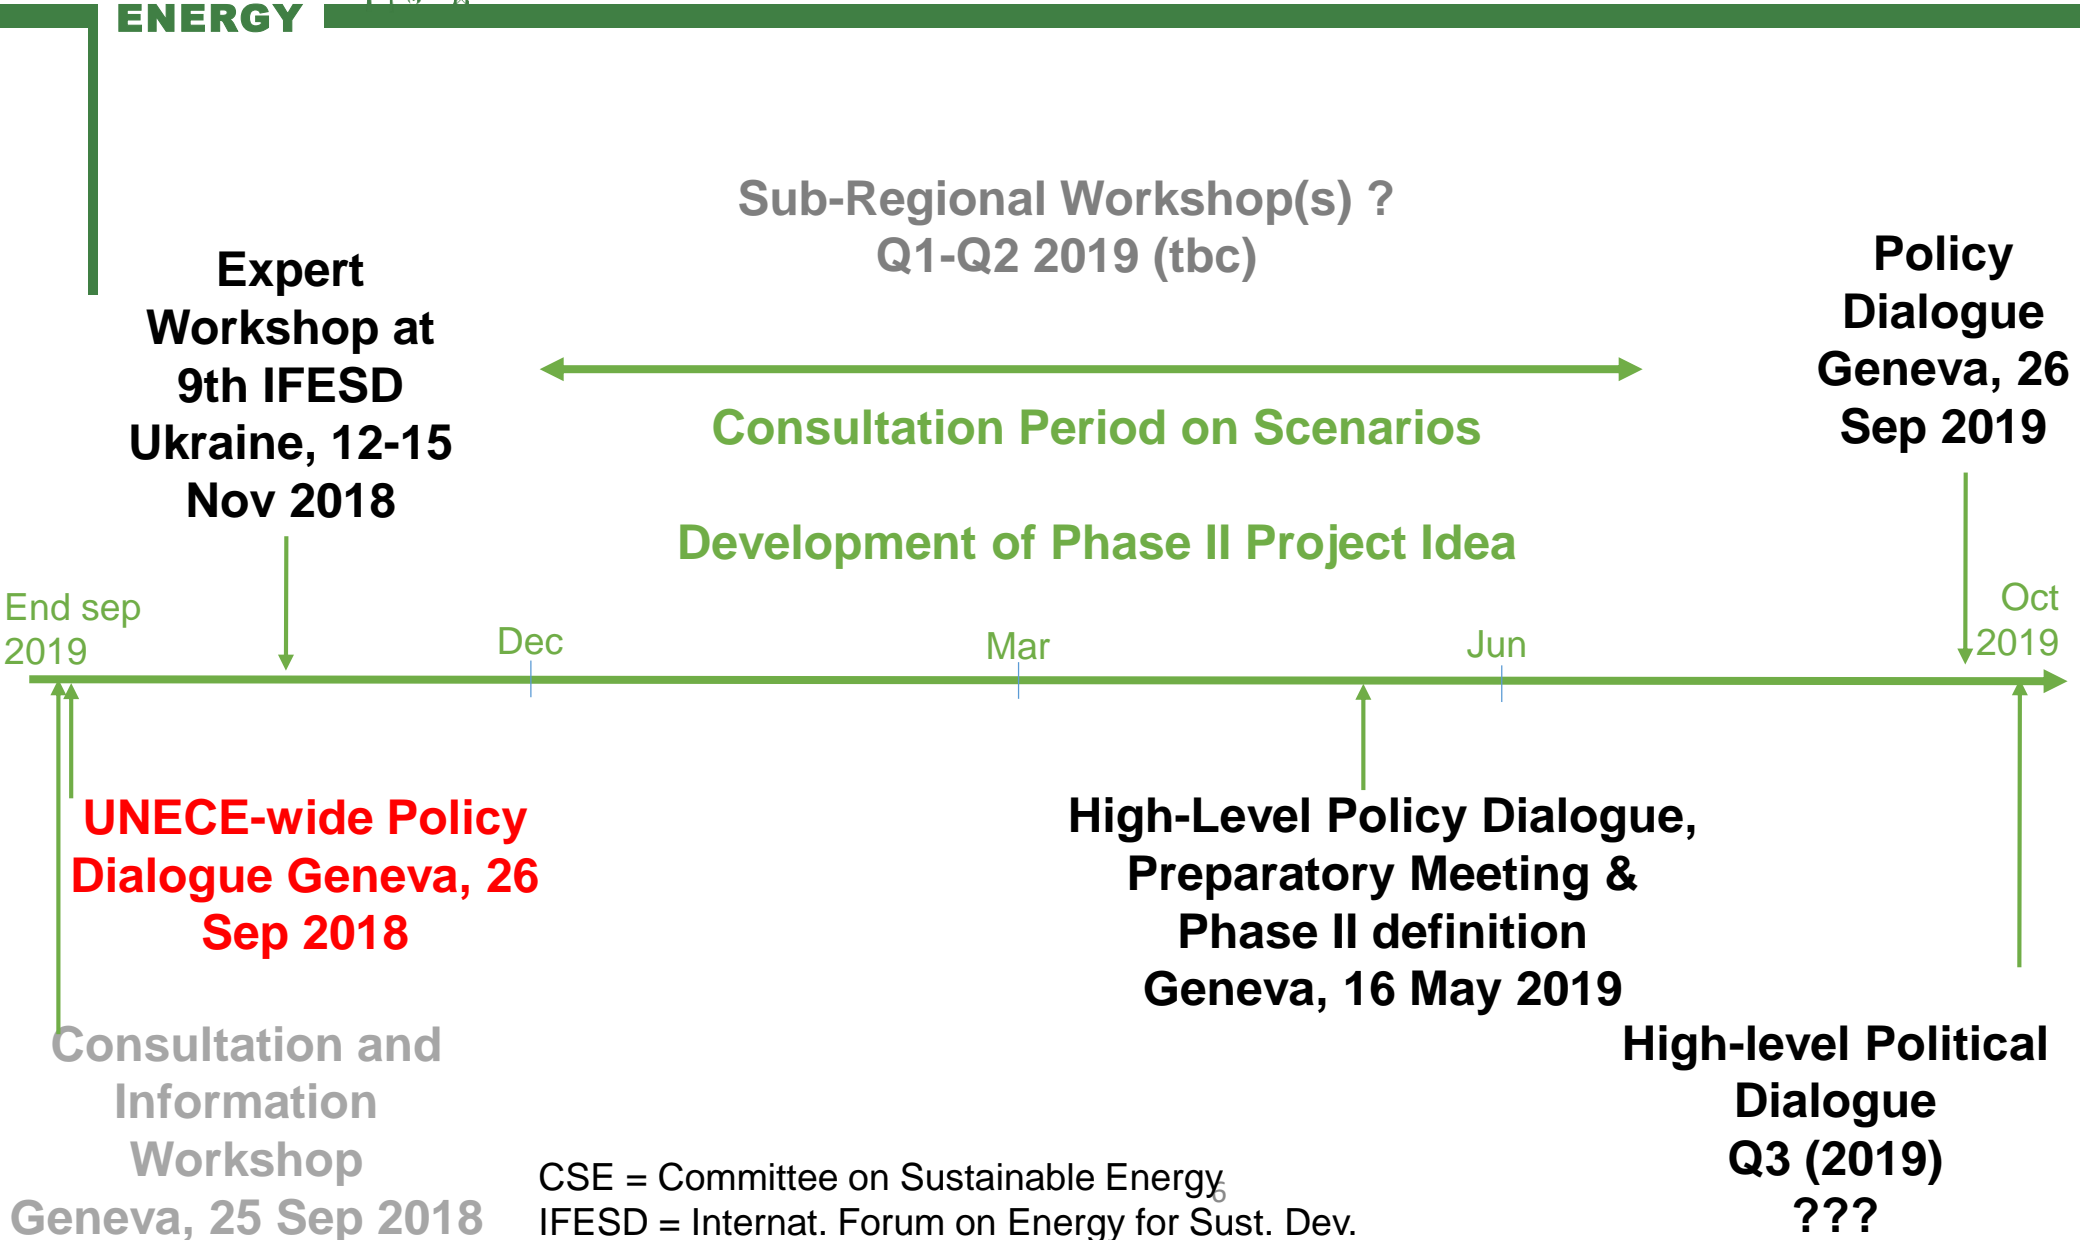 ENERGY
Sub-Regional Workshop(s) ?
Q1-Q2 2019 (tbc)
Expert
Workshop at
9th IFESD
Ukraine, 12-15
Nov 2018
Policy
Dialogue
Geneva, 26
Sep 2019
Consultation Period on Scenarios
Development of Phase II Project Idea
End sep
2019
Dec
Mar
Jun
Oct
2019
UNECE-wide Policy
Dialogue Geneva, 26
Sep 2018
High-Level Policy Dialogue,
Preparatory Meeting &
Phase II definition
Geneva, 16 May 2019
Consultation and
Information
Workshop
Geneva, 25 Sep 2018
High-level Political
Dialogue
Q3 (2019)
???
CSE = Committee on Sustainable Energy
6
IFESD = Internat. Forum on Energy for Sust. Dev.